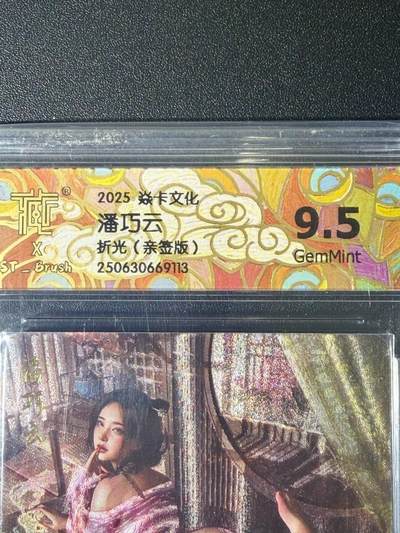 ®
X
ST_Brush
2025 焱卡文化
潘巧云
折光（亲签版）
250630669113
9.5
GemMint